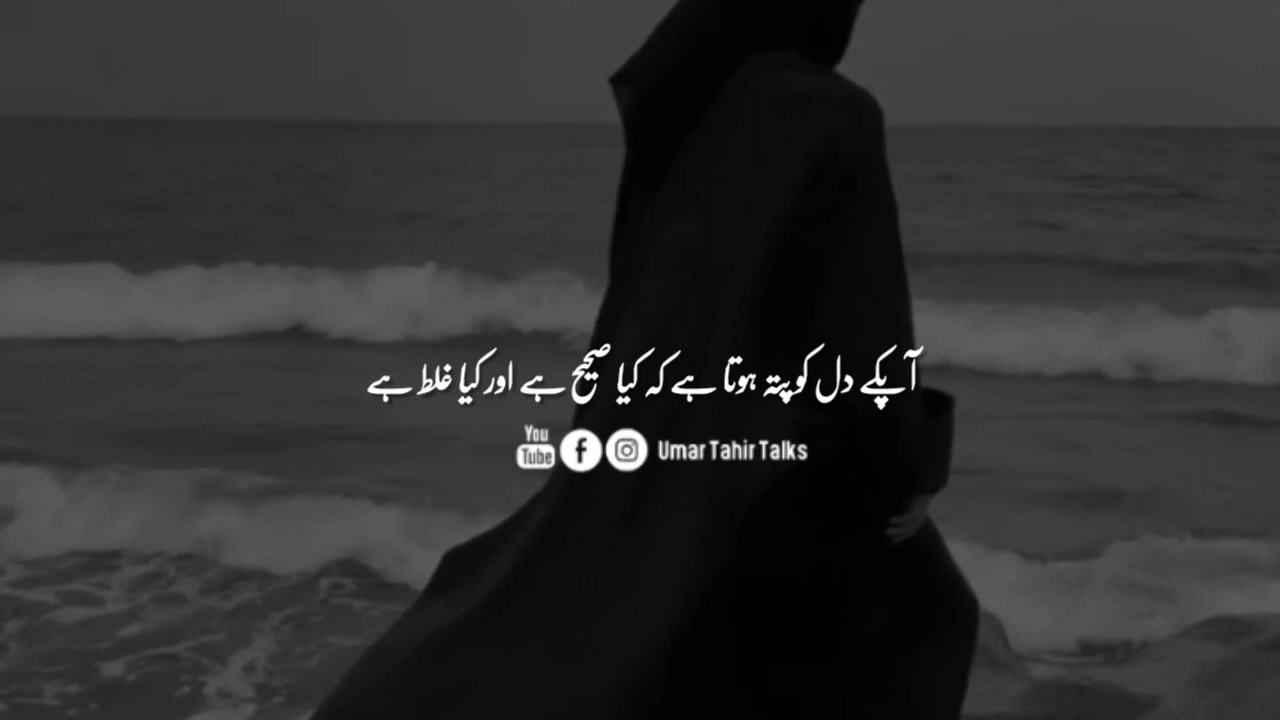 آپکے دل کو پتہ ہوتا ہے کہ کیا صحیح ہے اور کیا غلط ہے
You Tube f Umar Tahir Talks